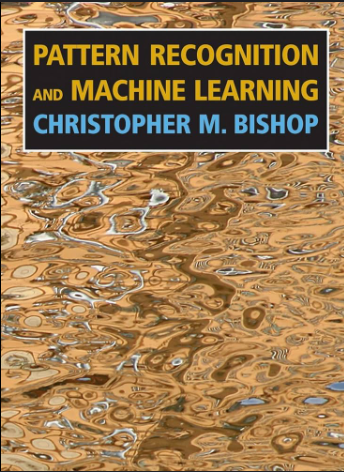 PATTERN RECOGNITION
AND MACHINE LEARNING
CHRISTOPHER M. BISHOP